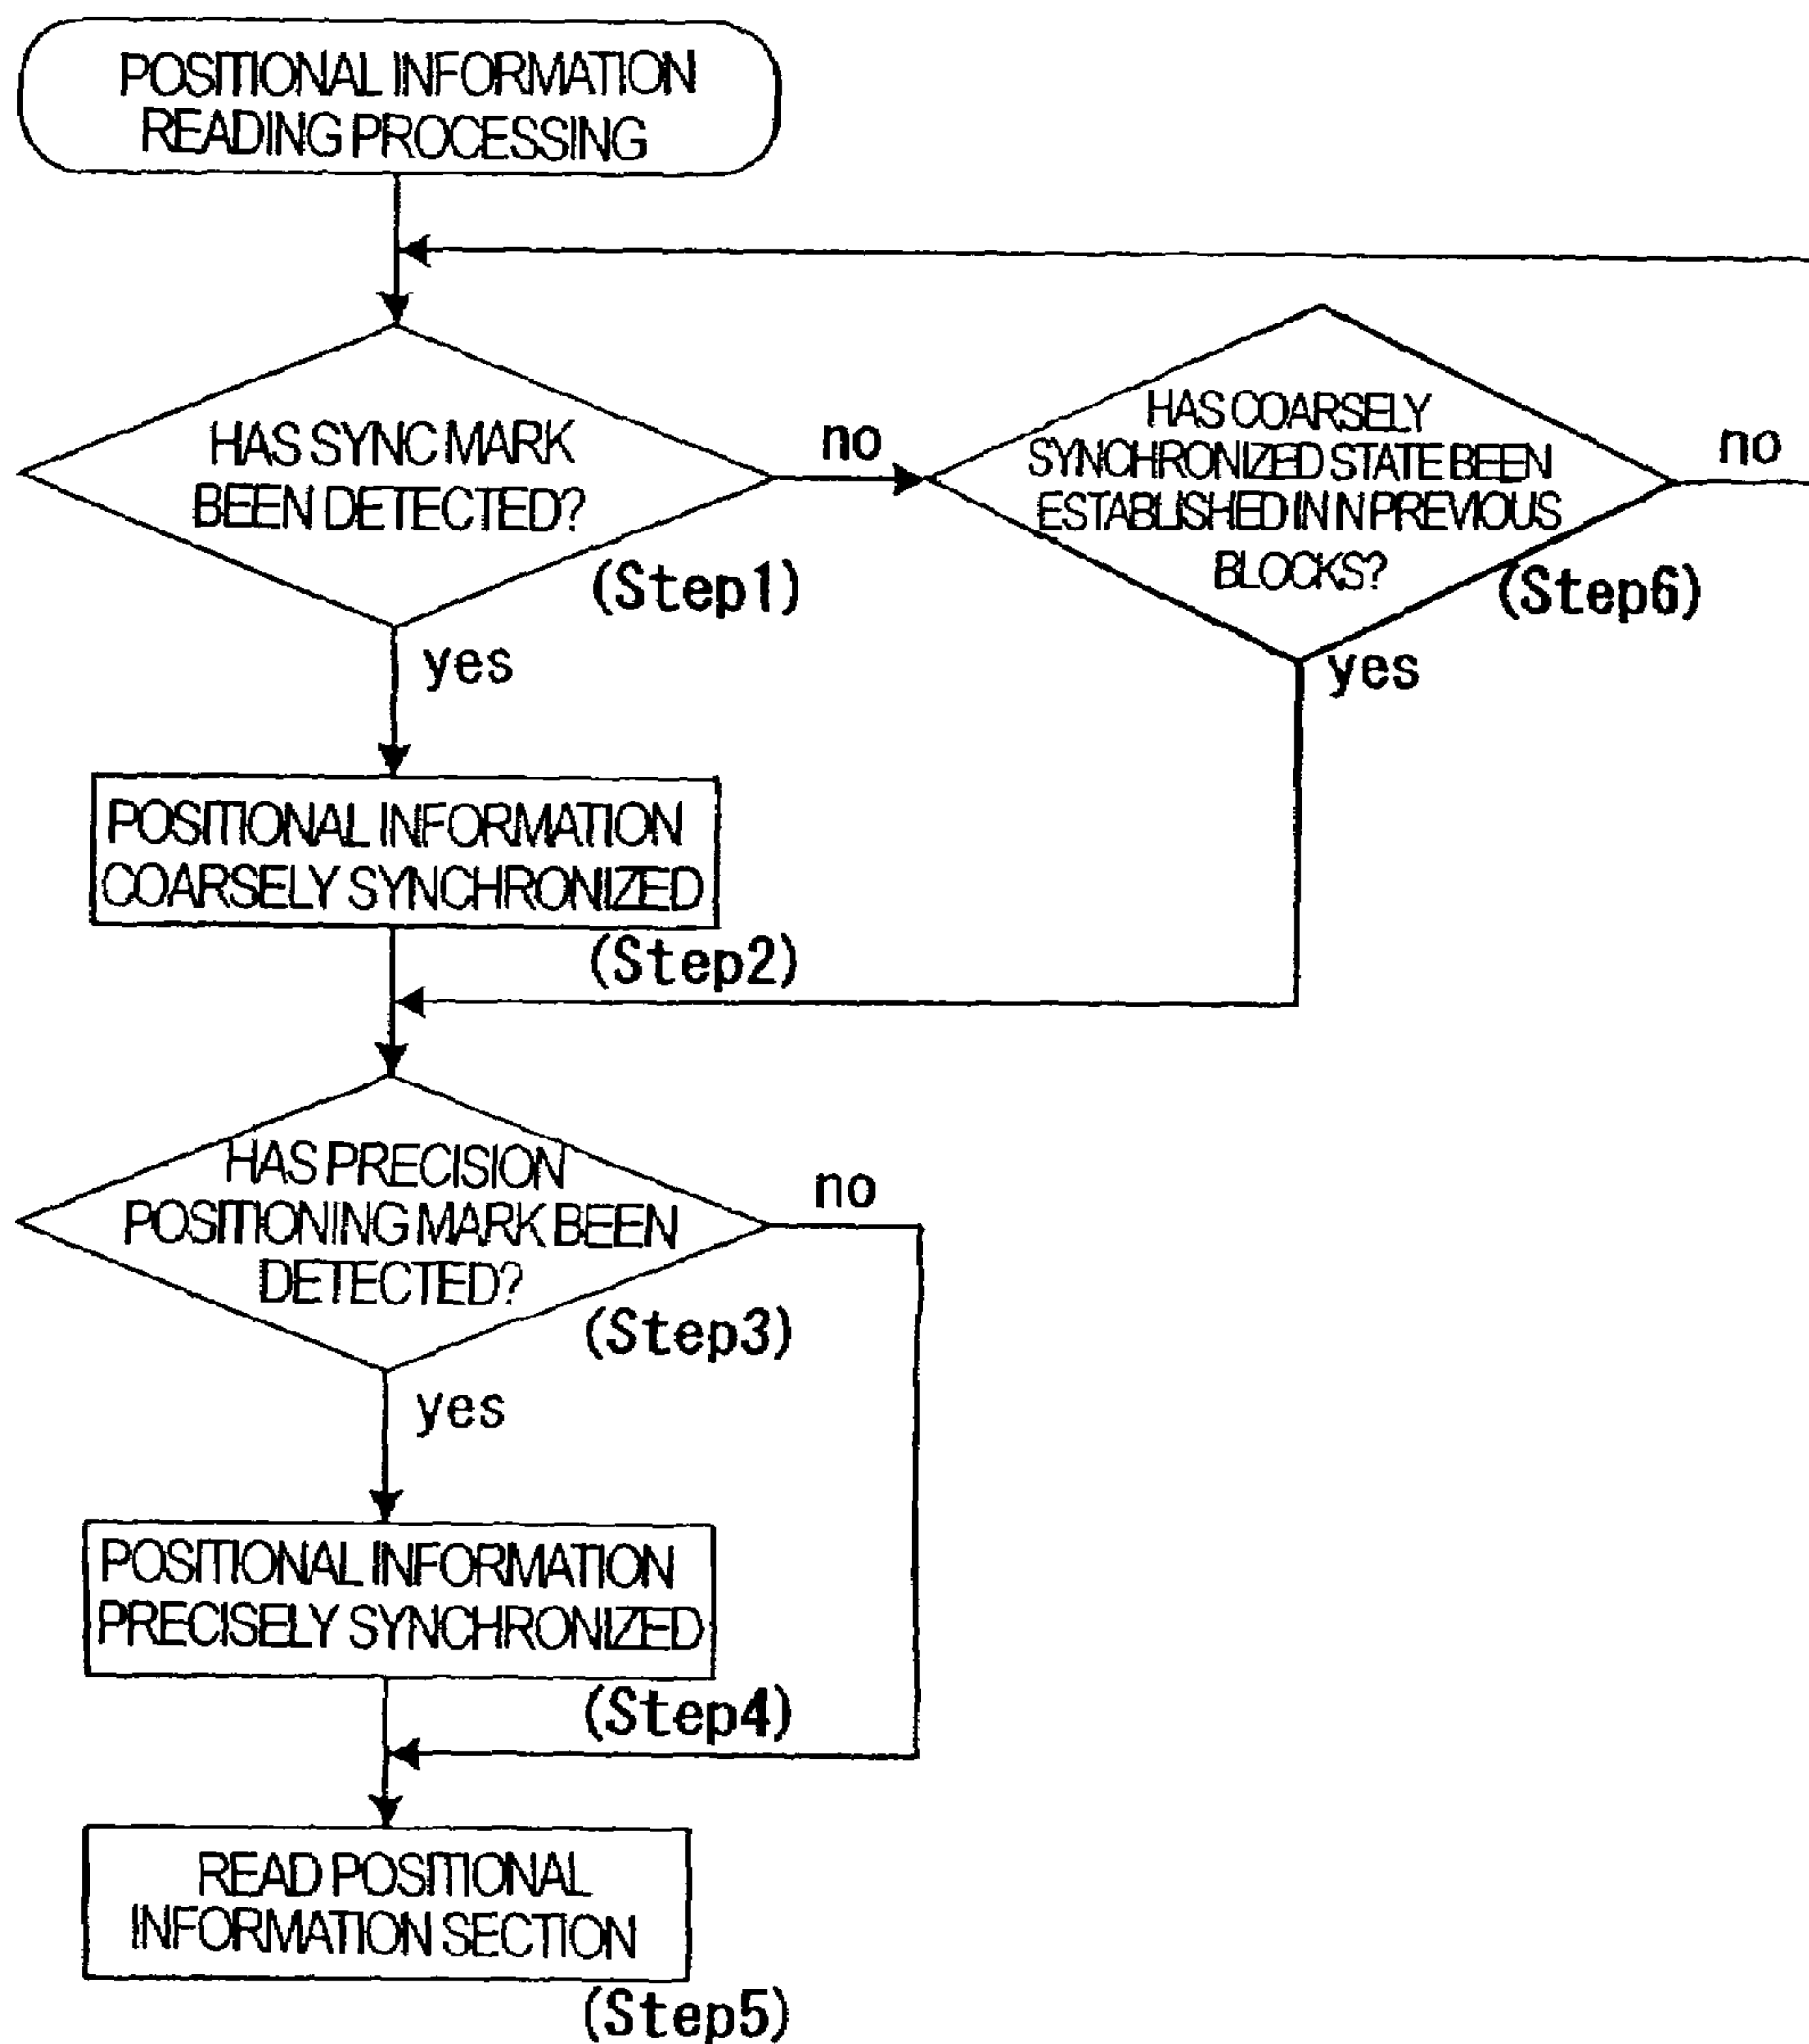 POSITIONAL INFORMATION
READING PROCESSING
HAS SYNC MARK
BEEN DETECTED?
(Step1)
no
HAS COARSELY
SYNCHRONIZED STATE BEEN
ESTABLISHED IN N PREVIOUS
BLOCKS?
(Step6)
no
yes
yes
POSITIONAL INFORMATION
COARSELY SYNCHRONIZED
(Step2)
HAS PRECISION
POSITIONING MARK BEEN
DETECTED?
(Step3)
no
yes
POSITIONAL INFORMATION
PRECISELY SYNCHRONIZED
(Step4)
READ POSITIONAL
INFORMATION SECTION
(Step5)